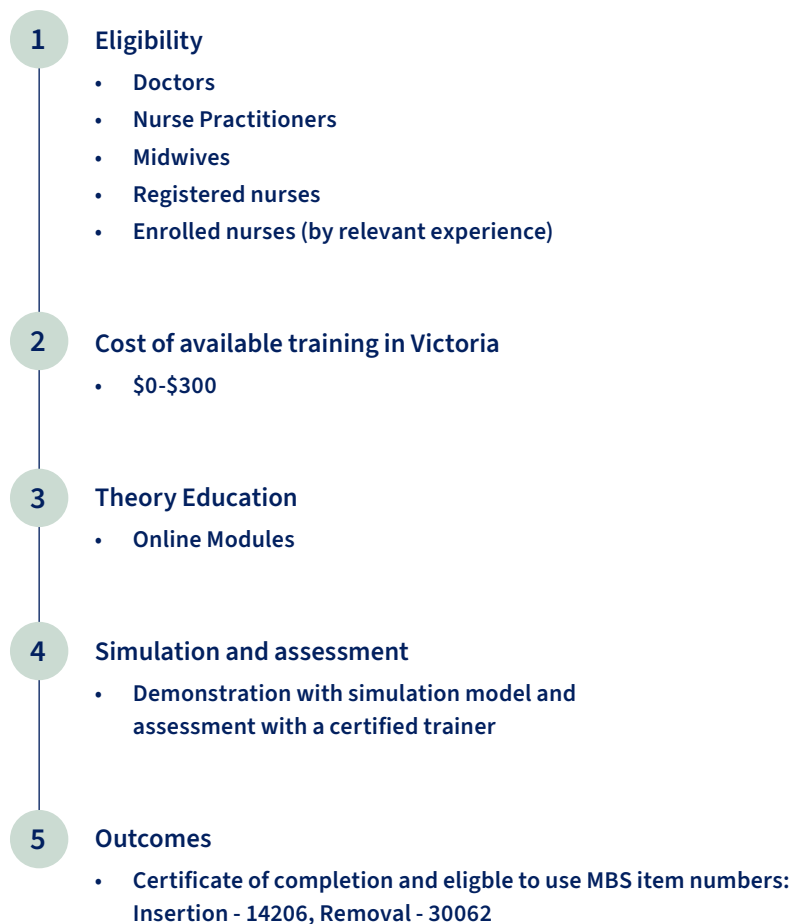 1 Eligibility
• Doctors
• Nurse Practitioners
• Midwives
• Registered nurses
• Enrolled nurses (by relevant experience)
2 Cost of available training in Victoria
• $0-$300
3 Theory Education
• Online Modules
4 Simulation and assessment
• Demonstration with simulation model and
assessment with a certified trainer
5 Outcomes
• Certificate of completion and eligble to use MBS item numbers:
Insertion - 14206, Removal - 30062